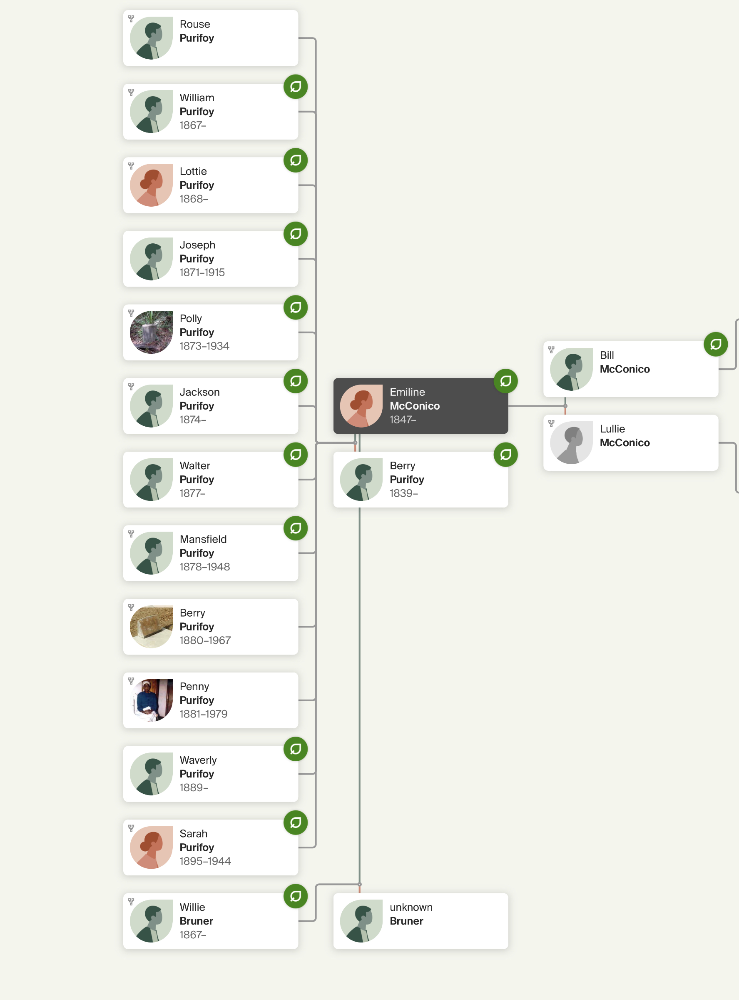 Rouse
Purifoy
William
Purifoy
1867–
Lottie
Purifoy
1868–
Joseph
Purifoy
1871–1915
Polly
Purifoy
1873–1934
Jackson
Purifoy
1874–
Walter
Purifoy
1877–
Mansfield
Purifoy
1878–1948
Berry
Purifoy
1880–1967
Penny
Purifoy
1881–1979
Waverly
Purifoy
1889–
Sarah
Purifoy
1895–1944
Willie
Bruner
1867–
Emiline
McConico
1847–
Berry
Purifoy
1839–
unknown
Bruner
Bill
McConico
Lullie
McConico